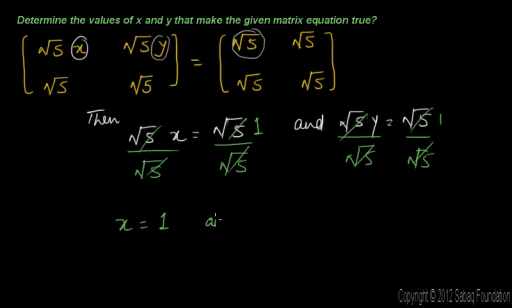 Determine the values of x and y that make the given matrix equation true?
[ √5 x √5 y ] = [ √5 √5 ]
[ √5 √5 ] [ √5 √5 ]
Then √5 x = √5 1 and √5 y = √5 1
√5 √5 √5 √5
x = 1
Copyright © 2012 Sabaq Foundation